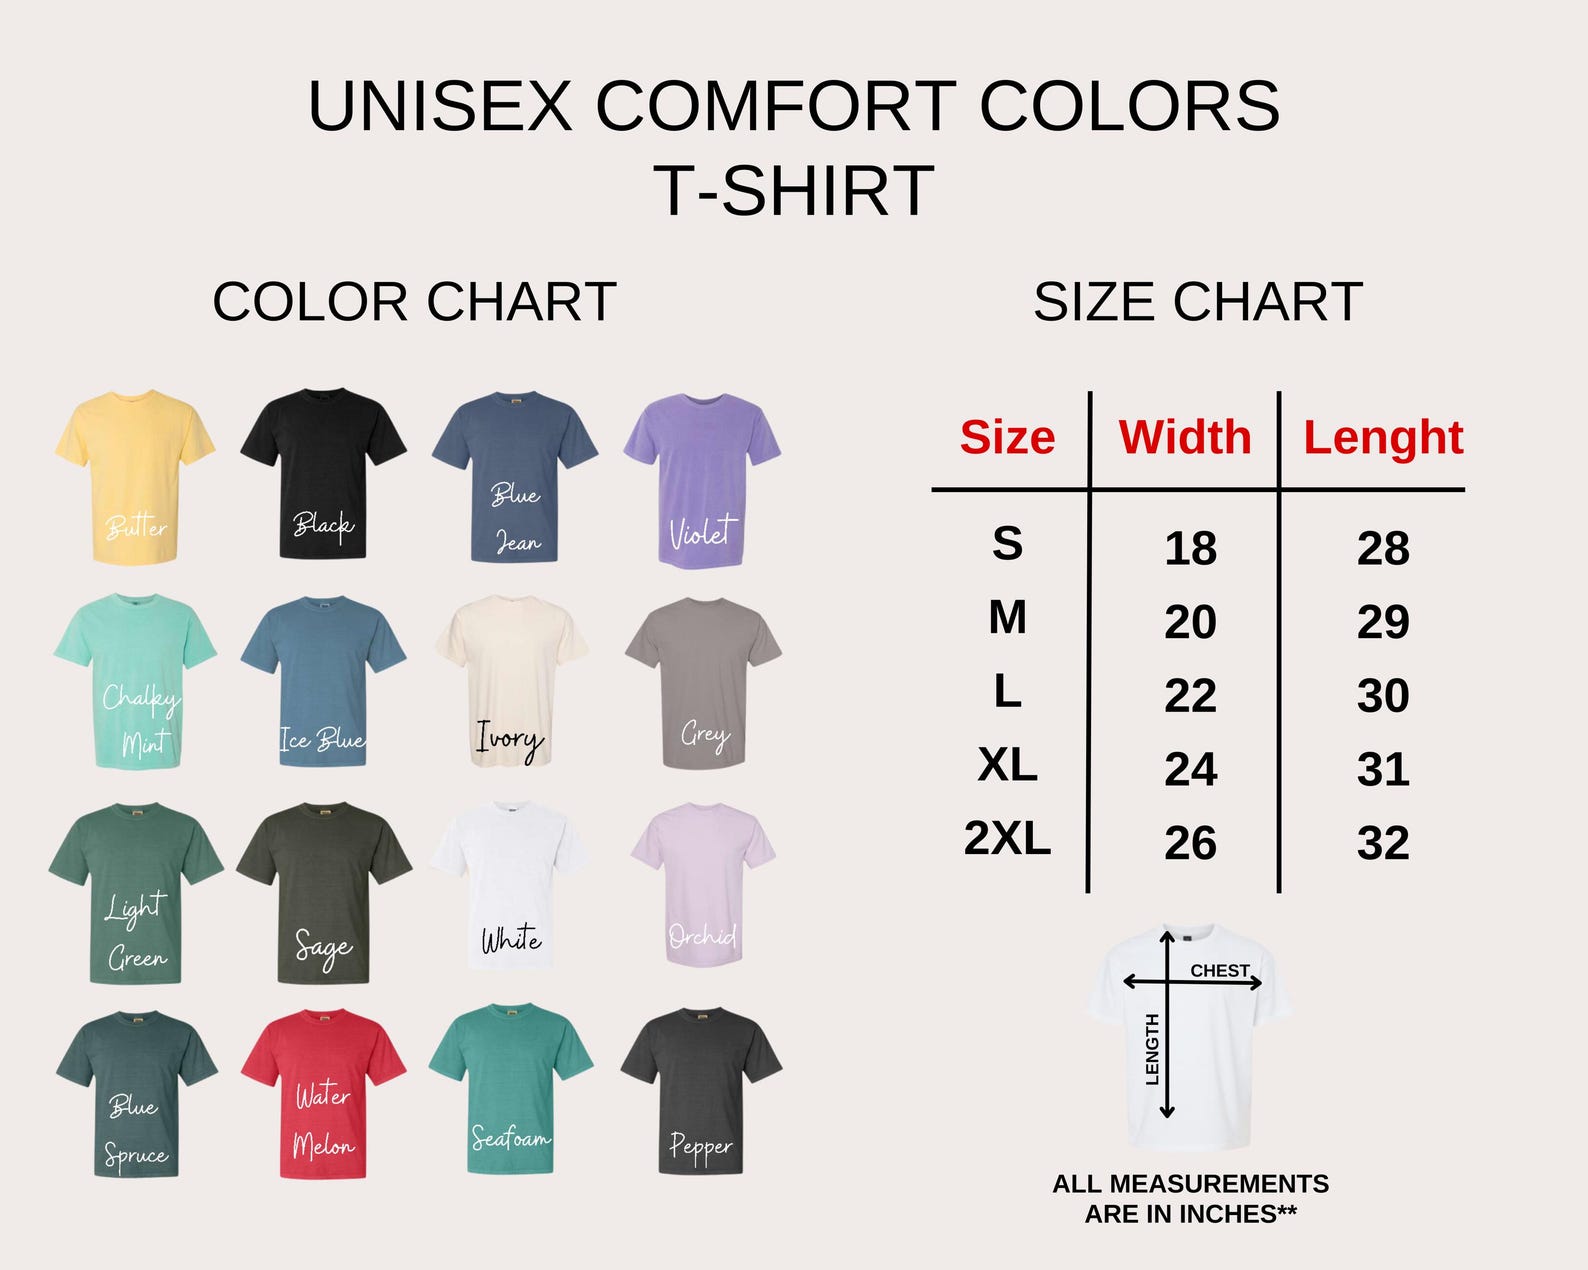 UNISEX COMFORT COLORS
T-SHIRT
COLOR CHART
Butter
Black
Blue
Jean
Violet
Chalky
Mint
Ice Blue
Ivory
Grey
Light
Green
Sage
White
Orchid
Blue
Spruce
Water
Melon
Seafoam
Pepper
SIZE CHART
Size Width Lenght
S 18 28
M 20 29
L 22 30
XL 24 31
2XL 26 32
CHEST
LENGTH
ALL MEASUREMENTS
ARE IN INCHES**